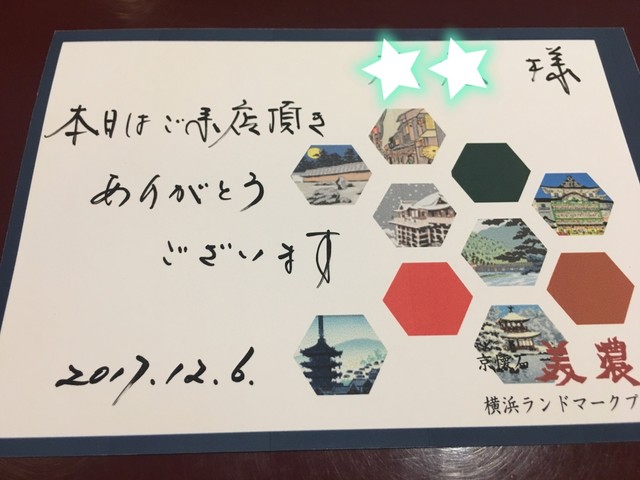 様
本日はご来店頂き
ありがとう
ございます
2017.12.6.
京懐石 美濃
横浜ランドマークプ